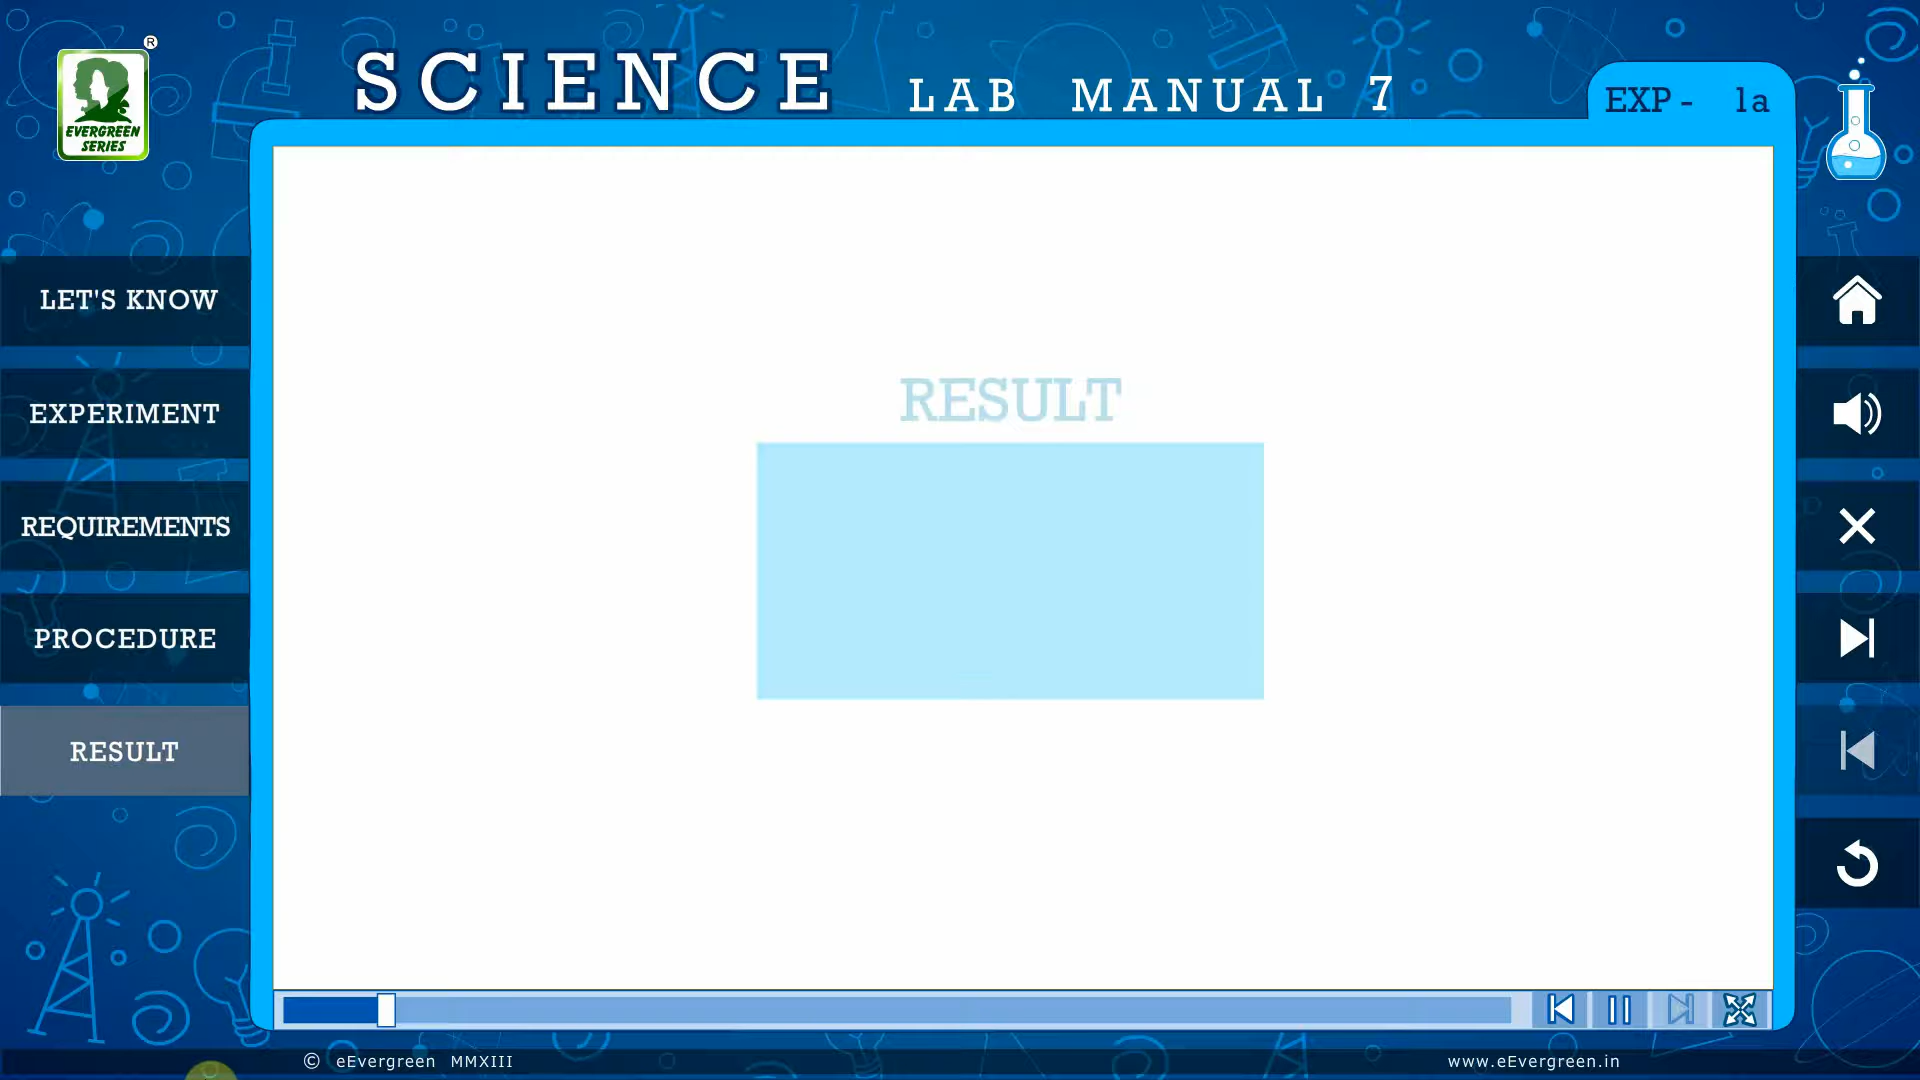 ®
EVERGREEN
SERIES
SCIENCE LAB MANUAL 7
EXP - 1a
LET'S KNOW
EXPERIMENT
REQUIREMENTS
PROCEDURE
RESULT
RESULT
© eEvergreen MMXIII
www.eEvergreen.in